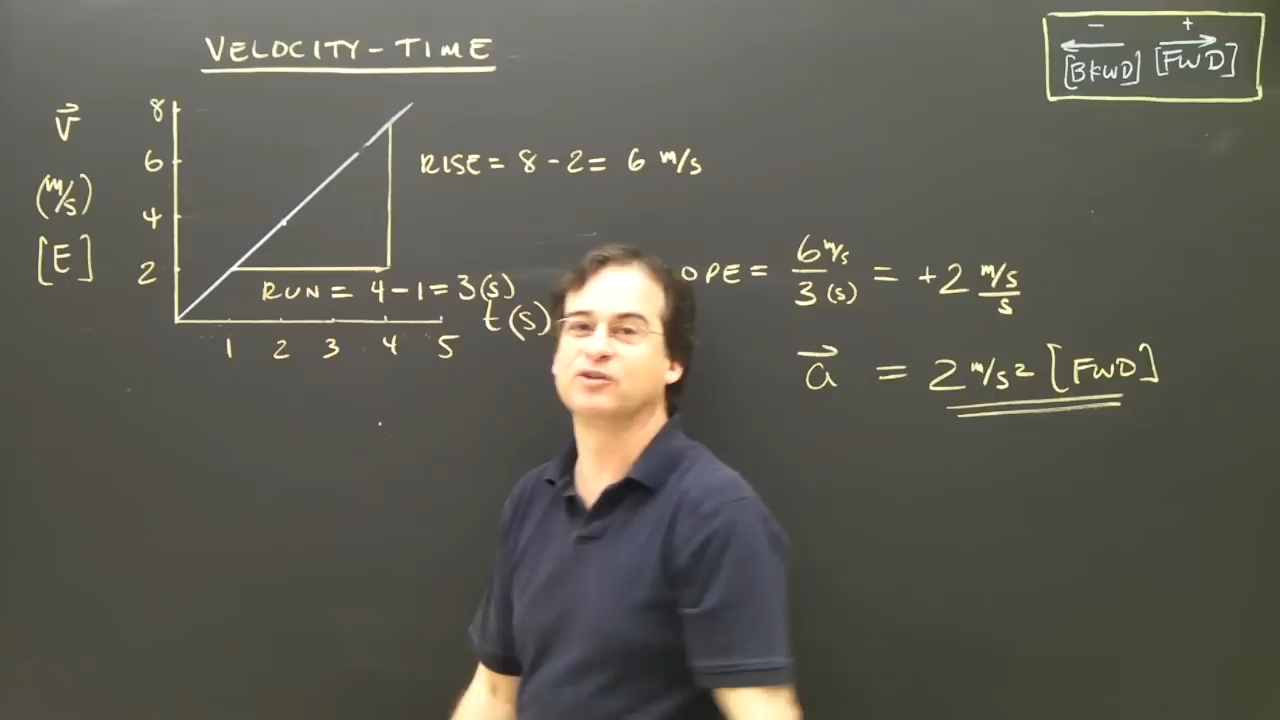 VELOCITY-TIME
- +
[BKWD] [FWD]
v
(m/s)
[E]
8
6
4
2
RISE = 8 - 2 = 6 m/s
RUN = 4 - 1 = 3(s)
t(s)
1 2 3 4 5
OPE = 6 m/s / 3 (s) = +2 m/s / s
a = 2 m/s² [FWD]